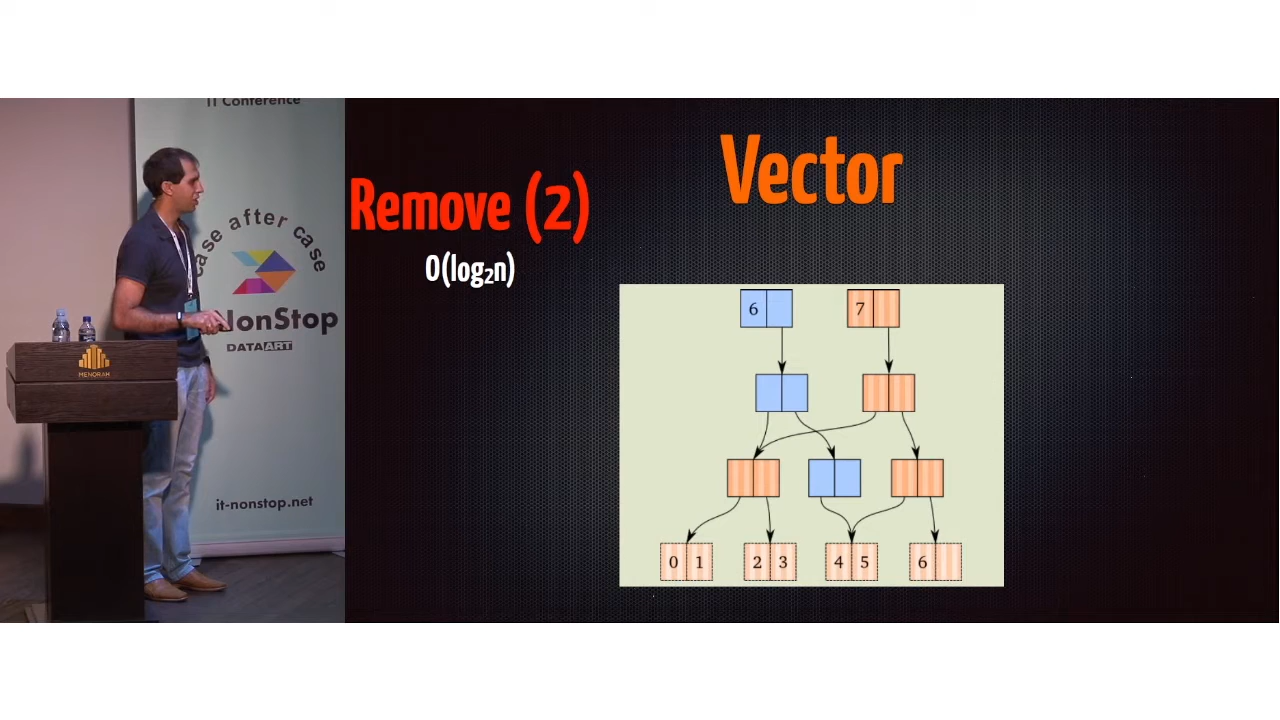 IT Conference
case after case
NonStop
DATAART
it-nonstop.net
MENORAH
Vector
Remove (2)
O(log₂n)
6
7
0 1
2 3
4 5
6